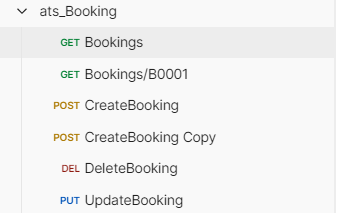 ats_Booking
GET Bookings
GET Bookings/B0001
POST CreateBooking
POST CreateBooking Copy
DEL DeleteBooking
PUT UpdateBooking